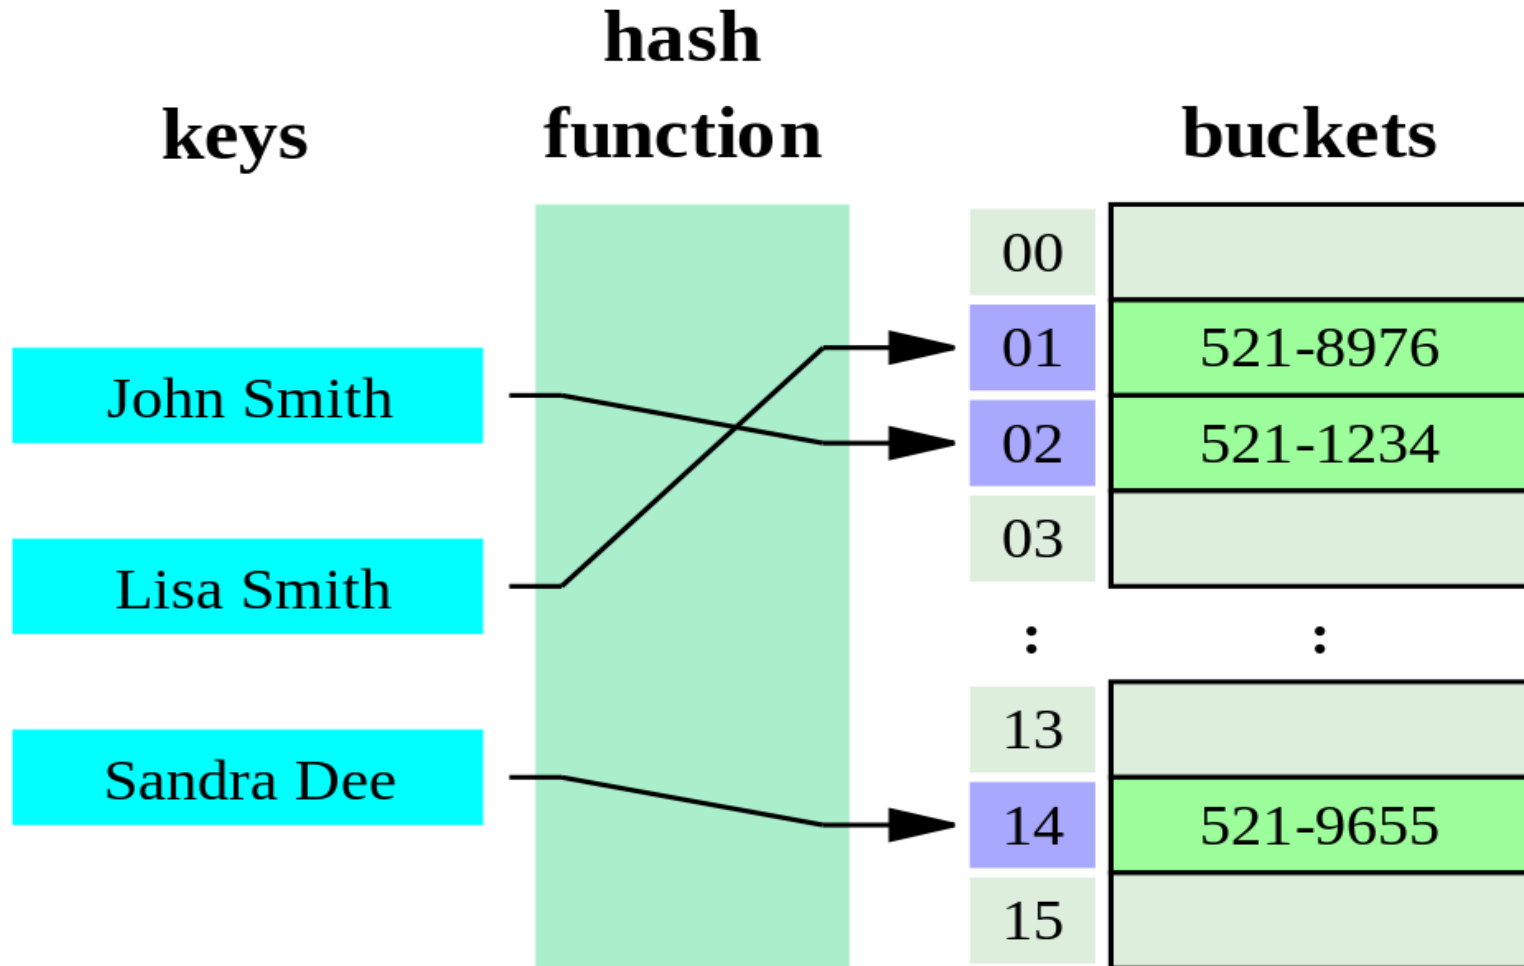 hash
keys function buckets
00
01 521-8976
John Smith
02 521-1234
03
Lisa Smith
: :
13
Sandra Dee
14 521-9655
15